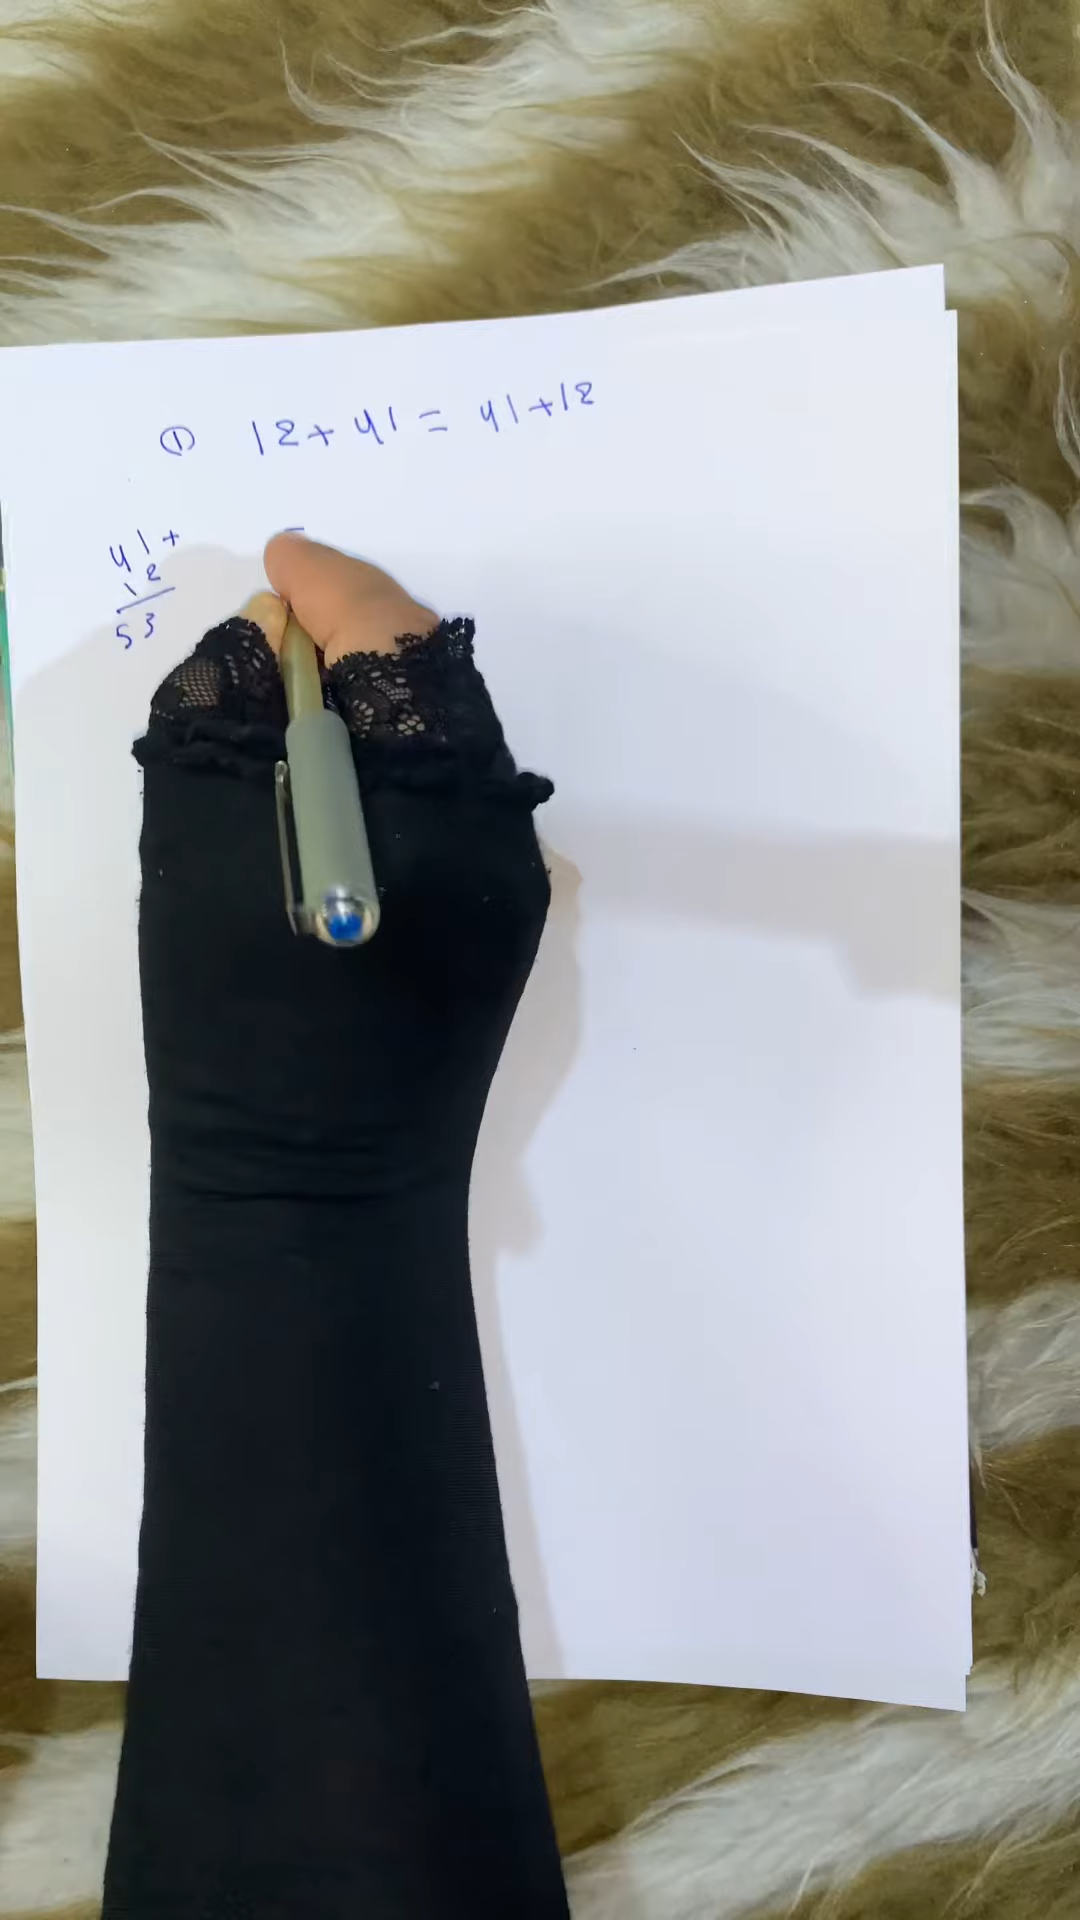 ① 12 + 41 = 41 + 12
41 +
12
53